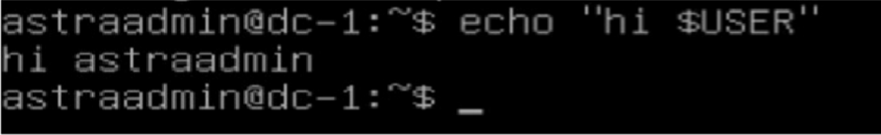 astraadmin@dc-1:~$ echo "hi $USER"
hi astraadmin
astraadmin@dc-1:~$ _